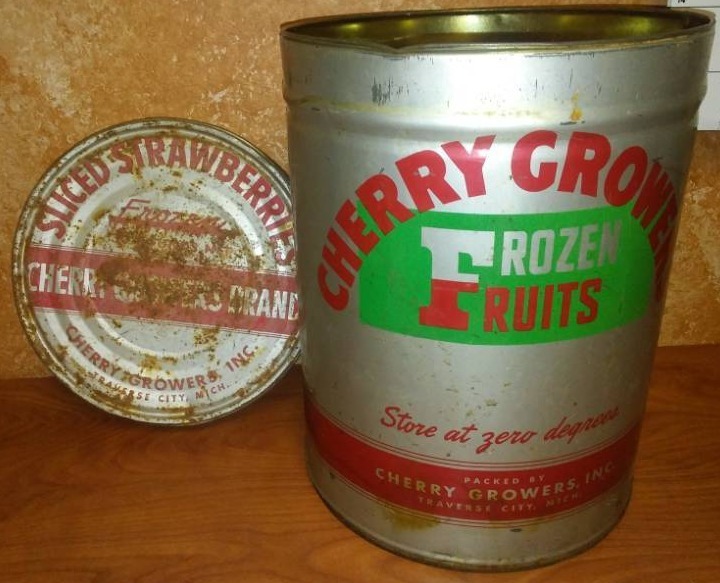 SLICED STRAWBERRIES
Frozen
CHERRY GROWERS BRAND
CHERRY GROWERS, INC.
TRAVERSE CITY, MICH.
CHERRY GROWERS
FROZEN
FRUITS
Store at zero degrees
PACKED BY
CHERRY GROWERS, INC.
TRAVERSE CITY, MICH.